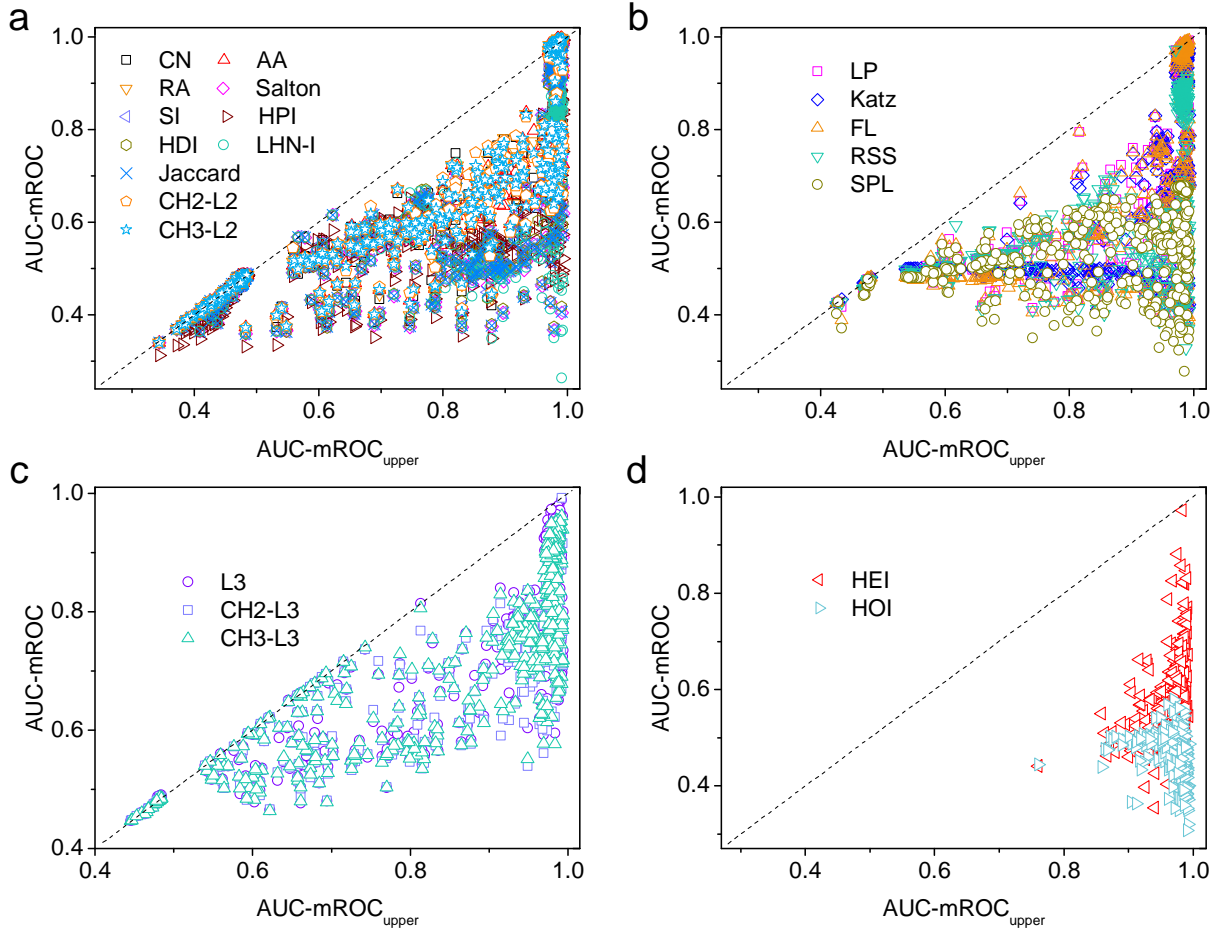 a
1.0
0.8
0.6
0.4
AUC-mROC
CN
AA
RA
Salton
SI
HPI
HDI
LHN-I
Jaccard
CH2-L2
CH3-L2
0.4 0.6 0.8 1.0
AUC-mROCupper
b
1.0
0.8
0.6
0.4
AUC-mROC
LP
Katz
FL
RSS
SPL
0.4 0.6 0.8 1.0
AUC-mROCupper
c
1.0
0.8
0.6
0.4
AUC-mROC
L3
CH2-L3
CH3-L3
0.4 0.6 0.8 1.0
AUC-mROCupper
d
1.0
0.8
0.6
0.4
AUC-mROC
HEI
HOI
0.4 0.6 0.8 1.0
AUC-mROCupper